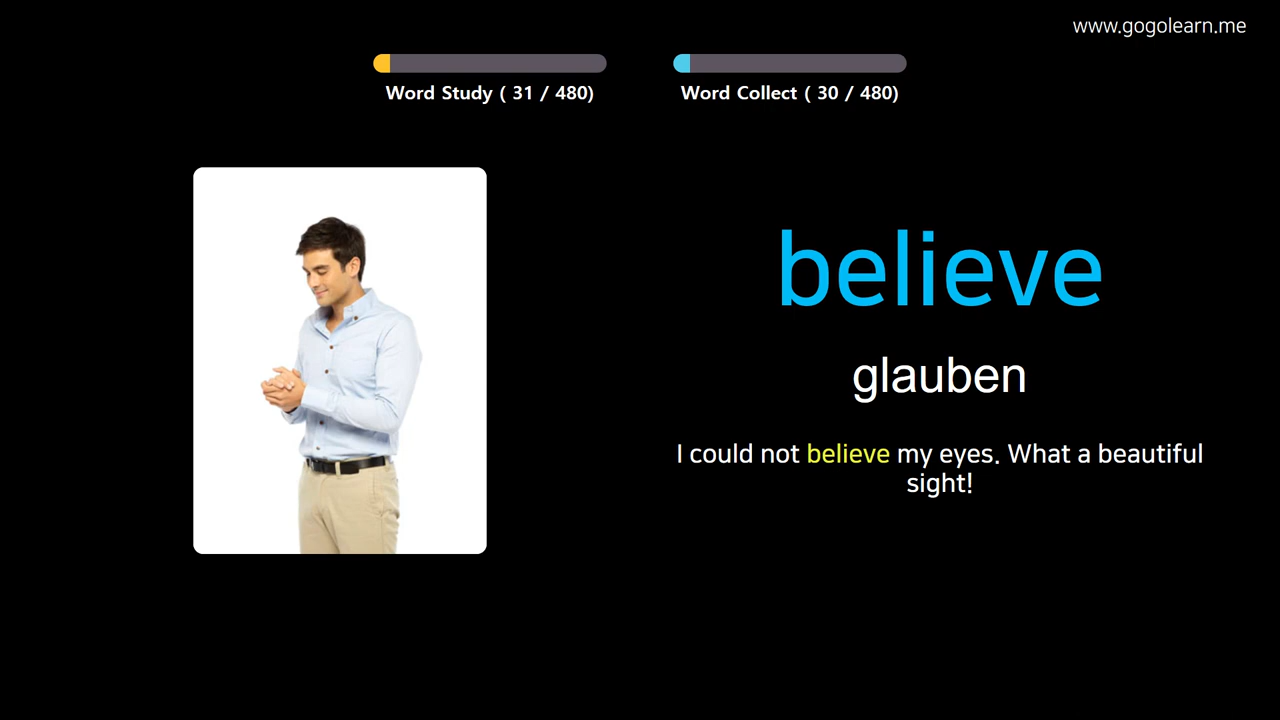 www.gogolearn.me
Word Study ( 31 / 480)
Word Collect ( 30 / 480)
believe
glauben
I could not believe my eyes. What a beautiful
sight!